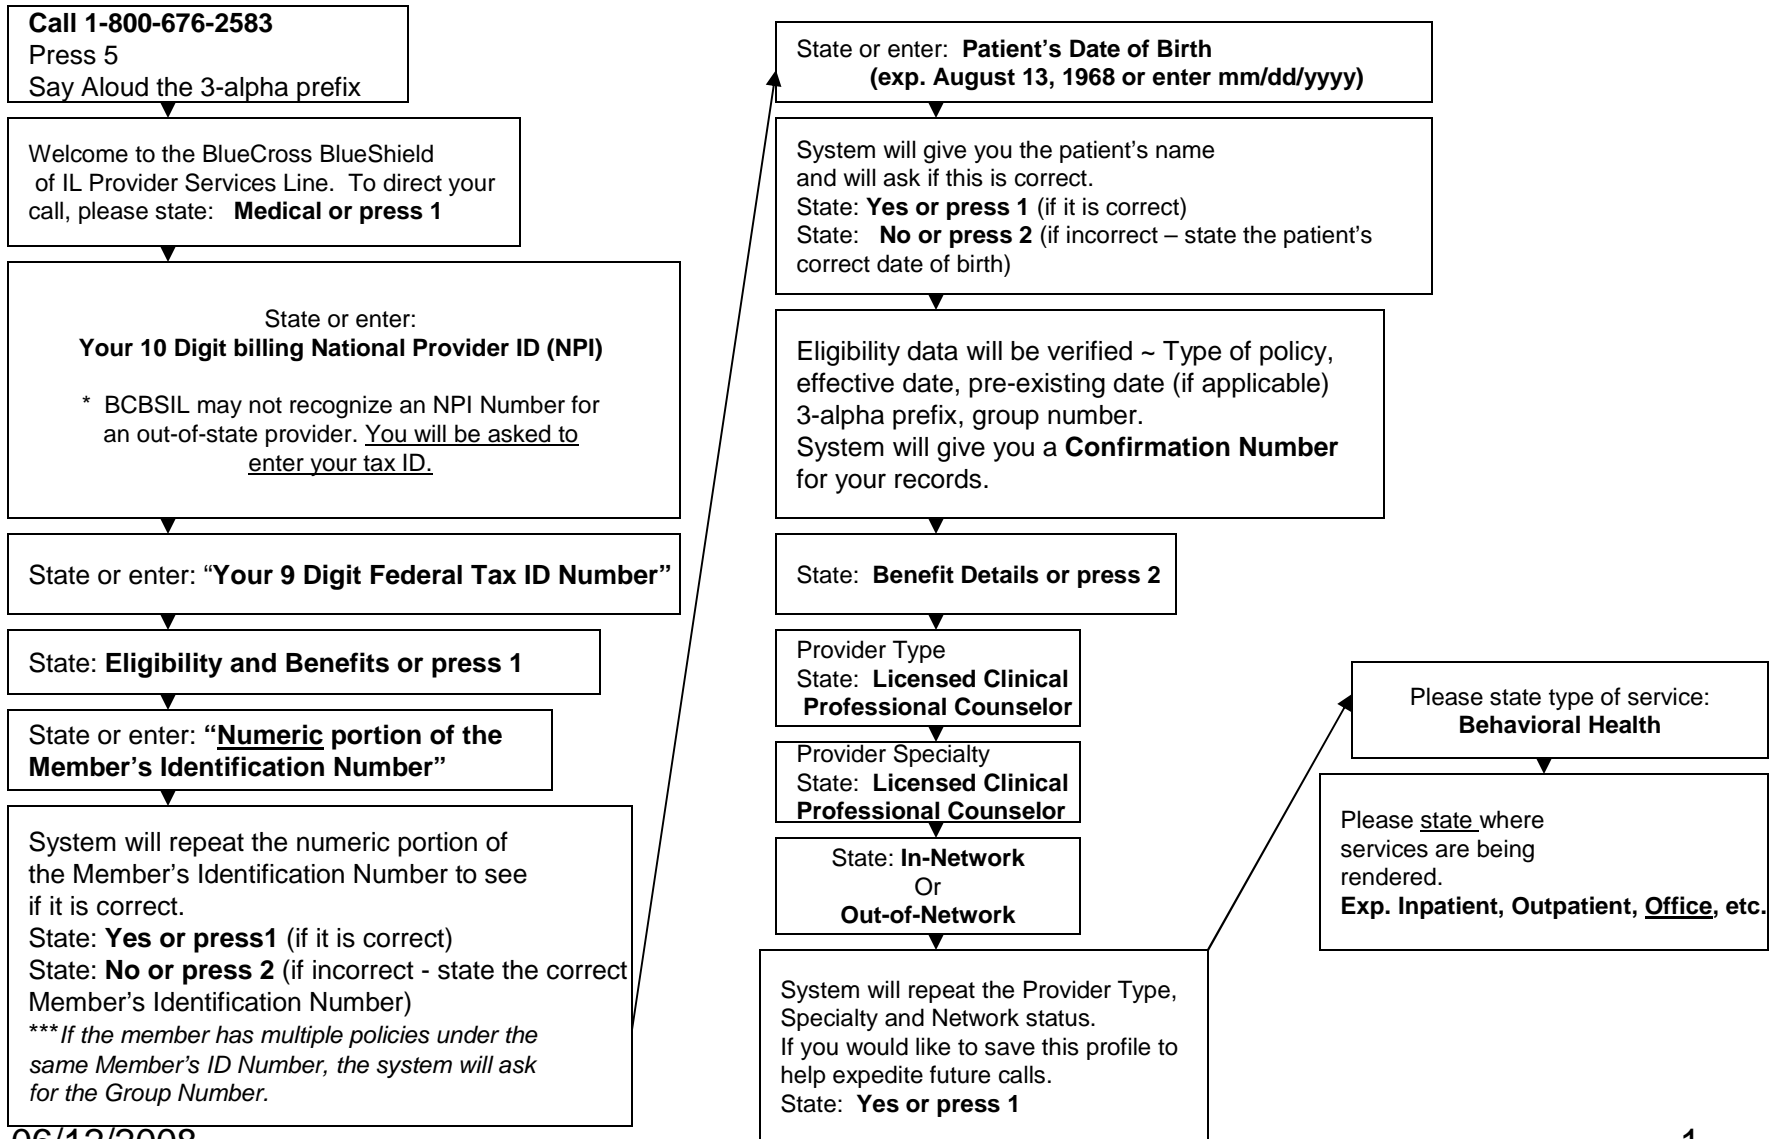 Call 1-800-676-2583
Press 5
Say Aloud the 3-alpha prefix
Welcome to the BlueCross BlueShield
of IL Provider Services Line. To direct your
call, please state: Medical or press 1
State or enter:
Your 10 Digit billing National Provider ID (NPI)
* BCBSIL may not recognize an NPI Number for
an out-of-state provider. You will be asked to
enter your tax ID.
State or enter: “Your 9 Digit Federal Tax ID Number”
State: Eligibility and Benefits or press 1
State or enter: “Numeric portion of the
Member’s Identification Number”
System will repeat the numeric portion of
the Member’s Identification Number to see
if it is correct.
State: Yes or press1 (if it is correct)
State: No or press 2 (if incorrect - state the correct
Member’s Identification Number)
***If the member has multiple policies under the
same Member’s ID Number, the system will ask
for the Group Number.
State or enter: Patient’s Date of Birth
(exp. August 13, 1968 or enter mm/dd/yyyy)
System will give you the patient’s name
and will ask if this is correct.
State: Yes or press 1 (if it is correct)
State: No or press 2 (if incorrect – state the patient’s
correct date of birth)
Eligibility data will be verified ~ Type of policy,
effective date, pre-existing date (if applicable)
3-alpha prefix, group number.
System will give you a Confirmation Number
for your records.
State: Benefit Details or press 2
Provider Type
State: Licensed Clinical
Professional Counselor
Provider Specialty
State: Licensed Clinical
Professional Counselor
State: In-Network
Or
Out-of-Network
System will repeat the Provider Type,
Specialty and Network status.
If you would like to save this profile to
help expedite future calls.
State: Yes or press 1
Please state type of service:
Behavioral Health
Please state where
services are being
rendered.
Exp. Inpatient, Outpatient, Office, etc.
06/12/2008
1